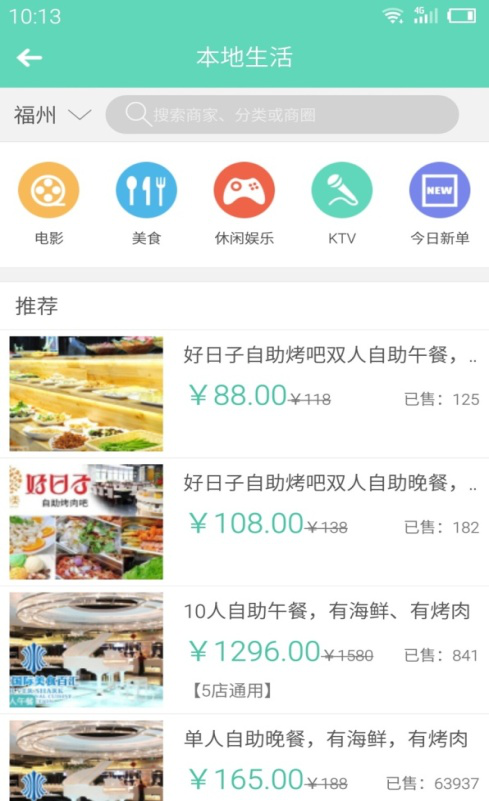 10:13
4G
本地生活
福州
搜索商家、分类或商圈
NEW
电影
美食
休闲娱乐
KTV
今日新单
推荐
好日子自助烤吧双人自助午餐，..
￥88.00 ￥118
已售：125
好日子
自助烤肉吧
好日子自助烤吧双人自助晚餐，..
￥108.00 ￥138
已售：182
国际美食百汇
人午餐
10人自助午餐，有海鲜、有烤肉
￥1296.00 ￥1580
已售：841
【5店通用】
单人自助晚餐，有海鲜，有烤肉
￥165.00 ￥188
已售：63937